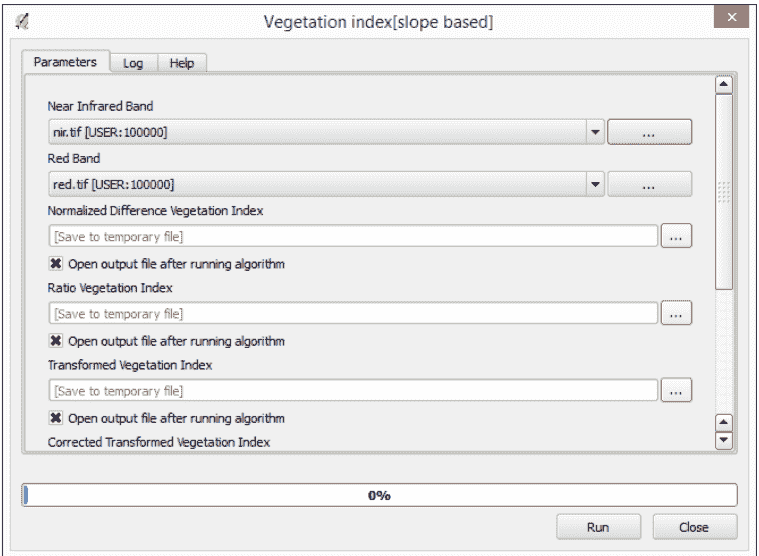 Vegetation index[slope based]
Parameters Log Help
Near Infrared Band
nir.tif [USER:100000] ...
Red Band
red.tif [USER:100000] ...
Normalized Difference Vegetation Index
[Save to temporary file] ...
Open output file after running algorithm
Ratio Vegetation Index
[Save to temporary file] ...
Open output file after running algorithm
Transformed Vegetation Index
[Save to temporary file] ...
Open output file after running algorithm
Corrected Transformed Vegetation Index
0%
Run Close